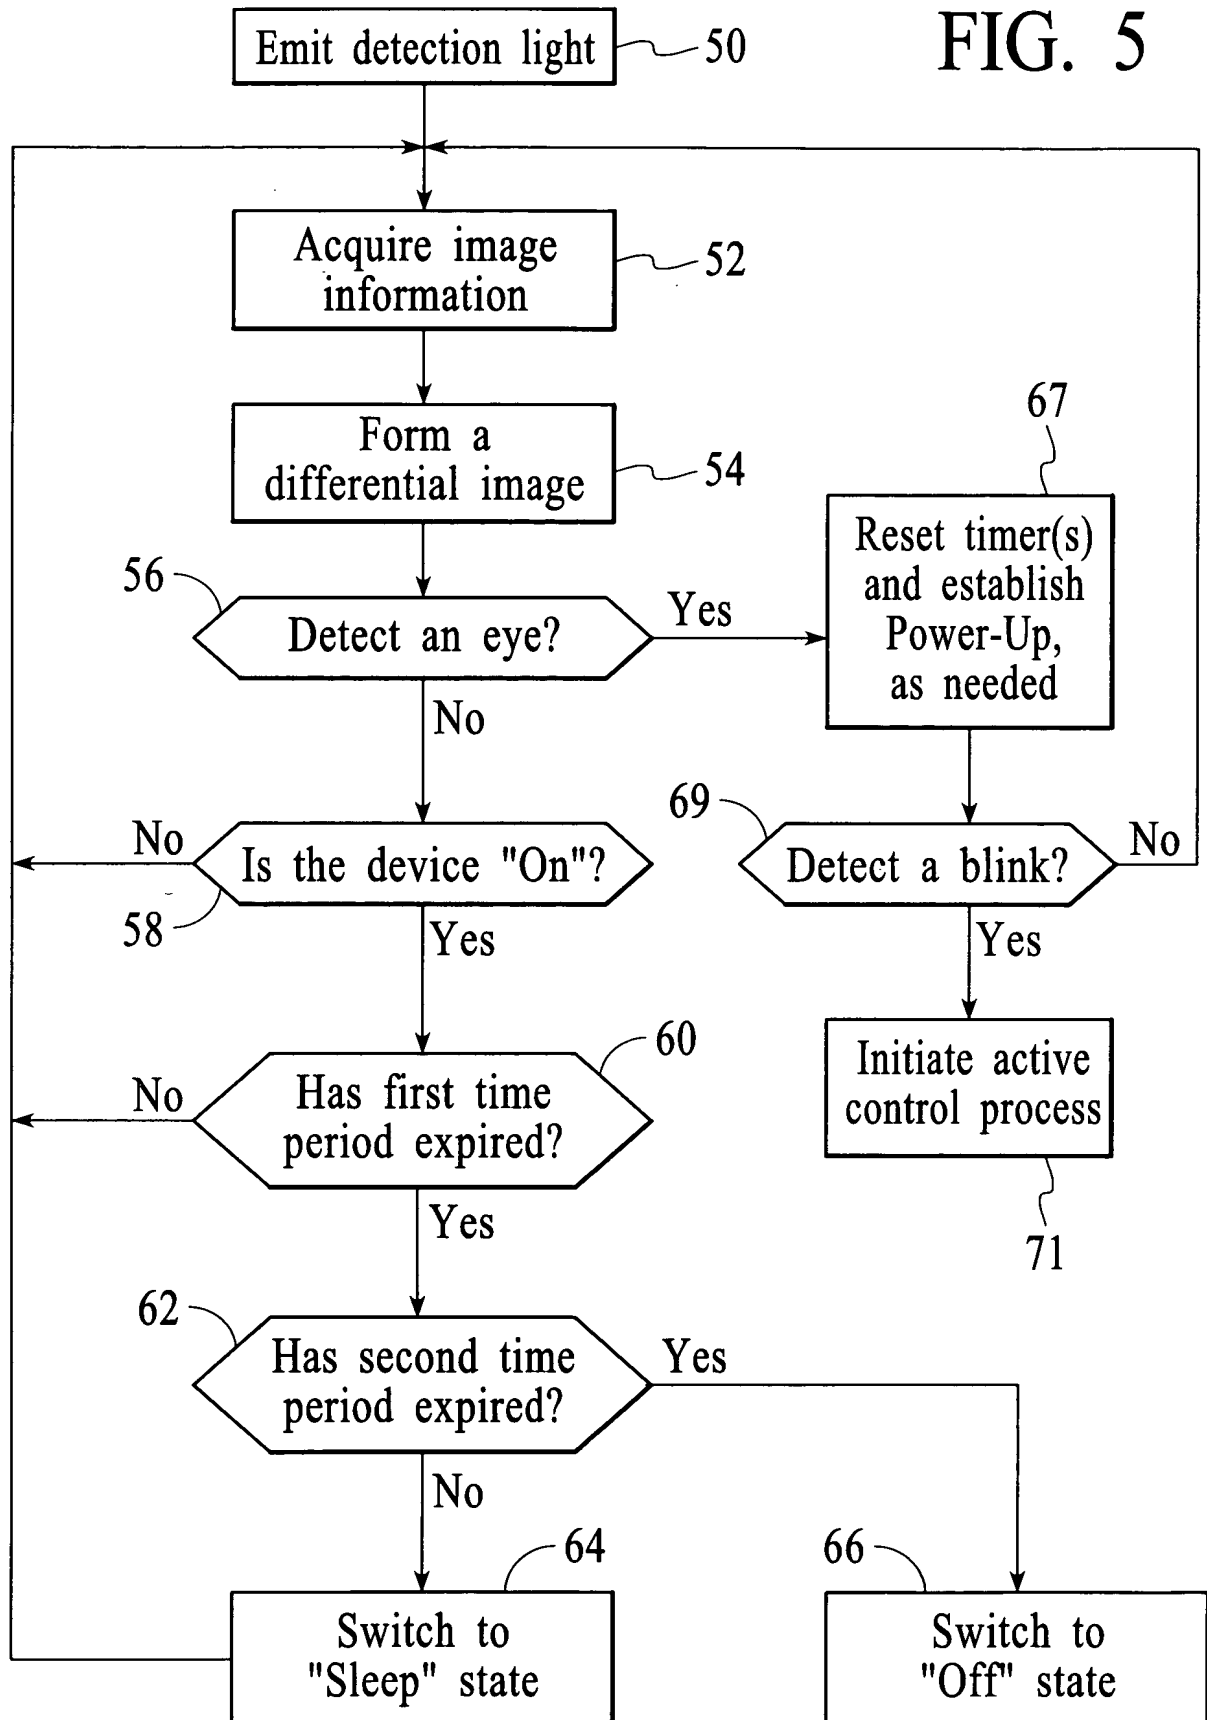 FIG. 5
Emit detection light
50
Acquire image
information
52
Form a
differential image
54
67
Reset timer(s)
and establish
Power-Up,
as needed
56
Detect an eye?
Yes
No
69
Detect a blink?
No
Yes
No
Is the device "On"?
58
Yes
Initiate active
control process
71
60
No
Has first time
period expired?
Yes
62
Has second time
period expired?
Yes
No
64
Switch to
"Sleep" state
66
Switch to
"Off" state